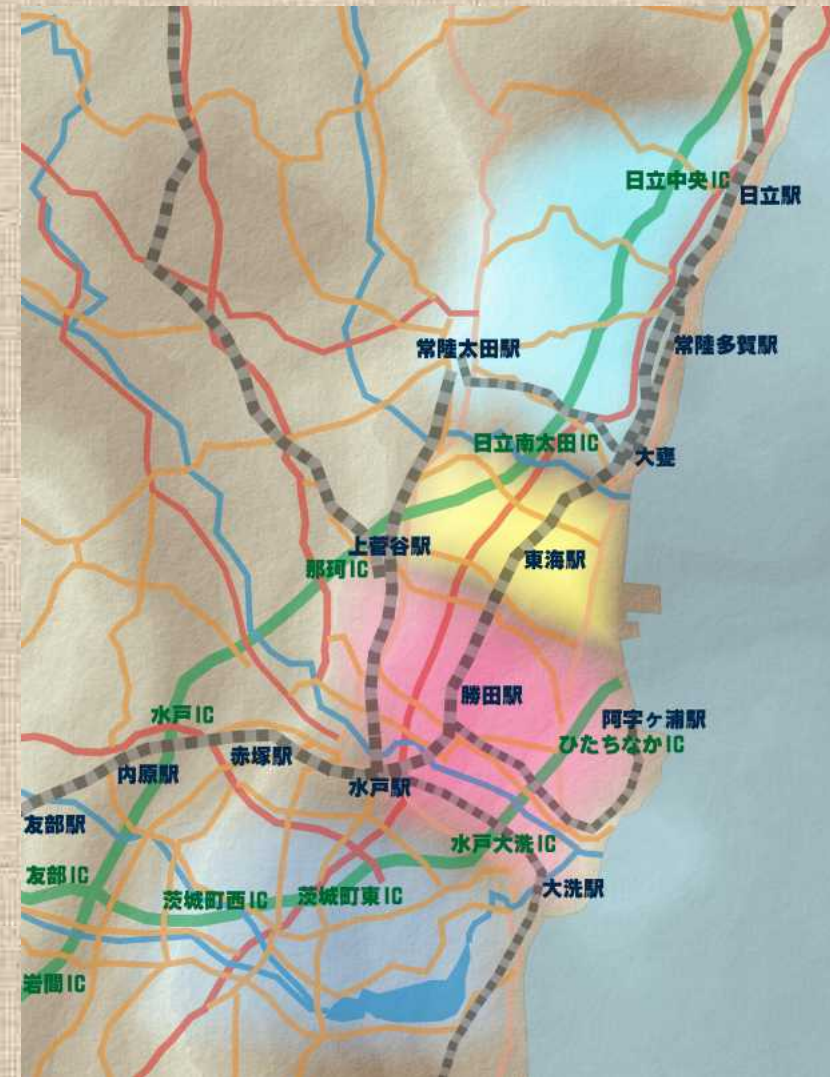 日立中央IC
日立駅
常陸太田駅
常陸多賀駅
日立南太田IC
大甕
上菅谷駅
那珂IC
東海駅
勝田駅
水戸IC
阿字ヶ浦駅
ひたちなかIC
赤塚駅
内原駅
水戸駅
友部駅
水戸大洗IC
友部IC
茨城町西IC
茨城町東IC
大洗駅
岩間IC